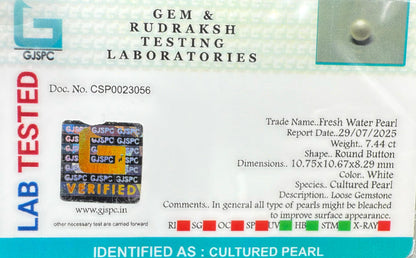 GEM &
RUDRAKSH
TESTING
LABORATORIES
G
GJSPC
LAB TESTED
Doc. No. CSP0023056
Trade Name..Fresh Water Pearl
Report Date..29/07/2025
Weight.. 7.44 ct
Shape.. Round Button
Dimensions.. 10.75x10.67x8.29 mm
Color.. White
Species.. Cultured Pearl
Description.. Loose Gemstone
Comments.. In general all type of pearls might be bleached
to improve surface appearance.
GJSPC
VERIFIED
www.gjspc.in
other necessary test are carried forward
RI SG OC SP UV HB STM X-RAY
IDENTIFIED AS : CULTURED PEARL